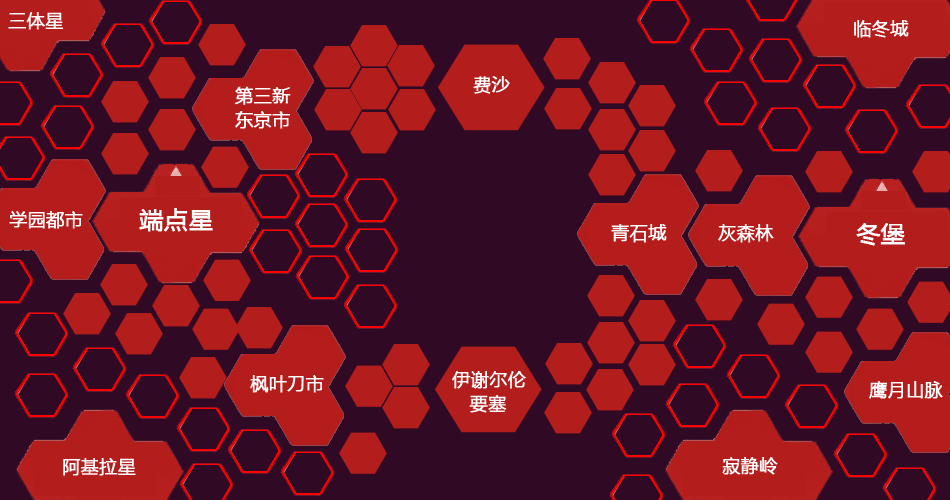 三体星
临冬城
费沙
第三新
东京市
学园都市
端点星
青石城
灰森林
冬堡
枫叶刀市
伊谢尔伦
要塞
鹰月山脉
阿基拉星
寂静岭